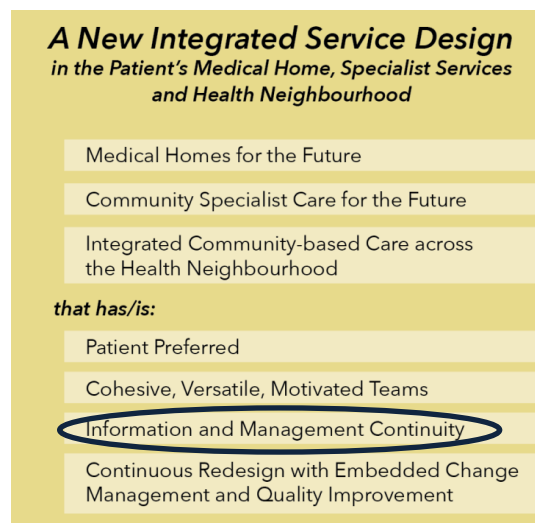 A New Integrated Service Design
in the Patient's Medical Home, Specialist Services
and Health Neighbourhood
Medical Homes for the Future
Community Specialist Care for the Future
Integrated Community-based Care across
the Health Neighbourhood
that has/is:
Patient Preferred
Cohesive, Versatile, Motivated Teams
Information and Management Continuity
Continuous Redesign with Embedded Change
Management and Quality Improvement